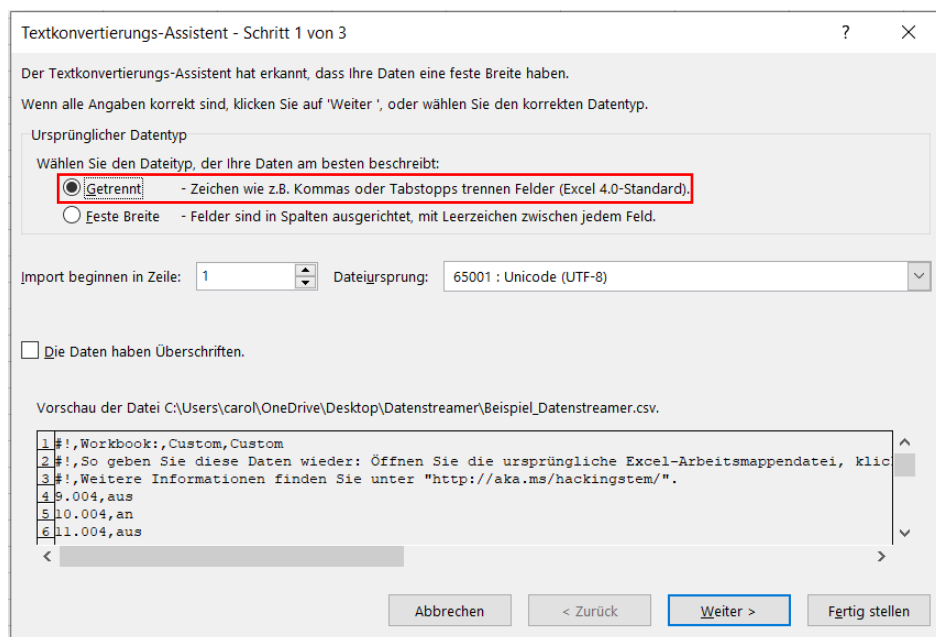 Textkonvertierungs-Assistent - Schritt 1 von 3 ?
Der Textkonvertierungs-Assistent hat erkannt, dass Ihre Daten eine feste Breite haben.
Wenn alle Angaben korrekt sind, klicken Sie auf 'Weiter ', oder wählen Sie den korrekten Datentyp.
Ursprünglicher Datentyp
Wählen Sie den Dateityp, der Ihre Daten am besten beschreibt:
Getrennt - Zeichen wie z.B. Kommas oder Tabstopps trennen Felder (Excel 4.0-Standard).
Feste Breite - Felder sind in Spalten ausgerichtet, mit Leerzeichen zwischen jedem Feld.
Import beginnen in Zeile: 1 Dateiursprung: 65001 : Unicode (UTF-8)
Die Daten haben Überschriften.
Vorschau der Datei C:\Users\carol\OneDrive\Desktop\Datenstreamer\Beispiel_Datenstreamer.csv.
1 #!,Workbook:,Custom,Custom
2 #!,So geben Sie diese Daten wieder: Öffnen Sie die ursprüngliche Excel-Arbeitsmappendatei, klic
3 #!,Weitere Informationen finden Sie unter "http://aka.ms/hackingstem/".
4 9.004,aus
5 10.004,an
6 11.004,aus
Abbrechen < Zurück Weiter > Fertig stellen